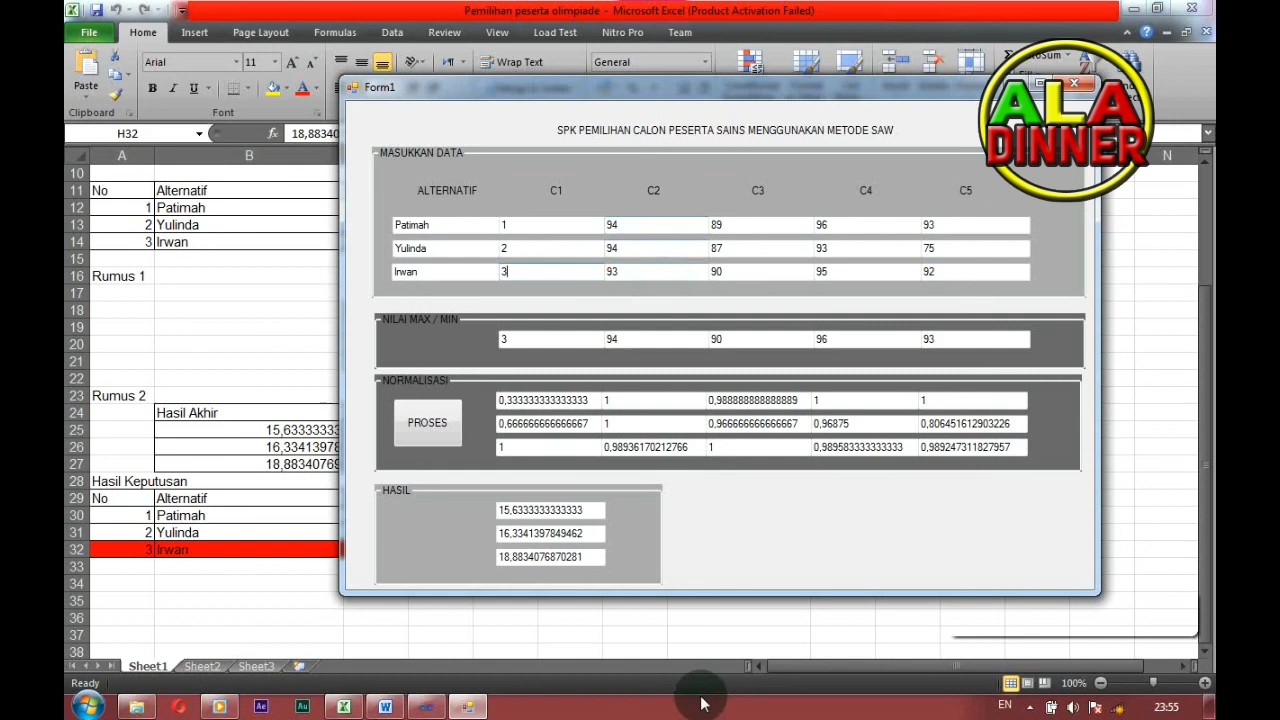 Pemilihan peserta olimpiade - Microsoft Excel (Product Activation Failed)
File Home Insert Page Layout Formulas Data Review View Load Test Nitro Pro Team
Arial 11 Wrap Text General AutoSum
Paste
B I U
Clipboard Font
Form1
H32 fx 18,88340
ALA
DINNER
A B N
SPK PEMILIHAN CALON PESERTA SAINS MENGGUNAKAN METODE SAW
MASUKKAN DATA
ALTERNATIF C1 C2 C3 C4 C5
Patimah 1 94 89 96 93
Yulinda 2 94 87 93 75
Irwan 3 93 90 95 92
NILAI MAX / MIN
3 94 90 96 93
NORMALISASI
PROSES
0,333333333333333 1 0,988888888888889 1 1
0,666666666666667 1 0,966666666666667 0,96875 0,806451612903226
1 0,98936170212766 1 0,989583333333333 0,989247311827957
HASIL
15,6333333333333
16,3341397849462
18,8834076870281
10
11 No Alternatif
12 1 Patimah
13 2 Yulinda
14 3 Irwan
15
16 Rumus 1
17
18
19
20
21
22
23 Rumus 2
24 Hasil Akhir
25 15,6333333
26 16,3341397
27 18,8834076
28 Hasil Keputusan
29 No Alternatif
30 1 Patimah
31 2 Yulinda
32 3 Irwan
33
34
35
36
37
38
Sheet1 Sheet2 Sheet3
Ready 100%
Ae Au EN 23:55